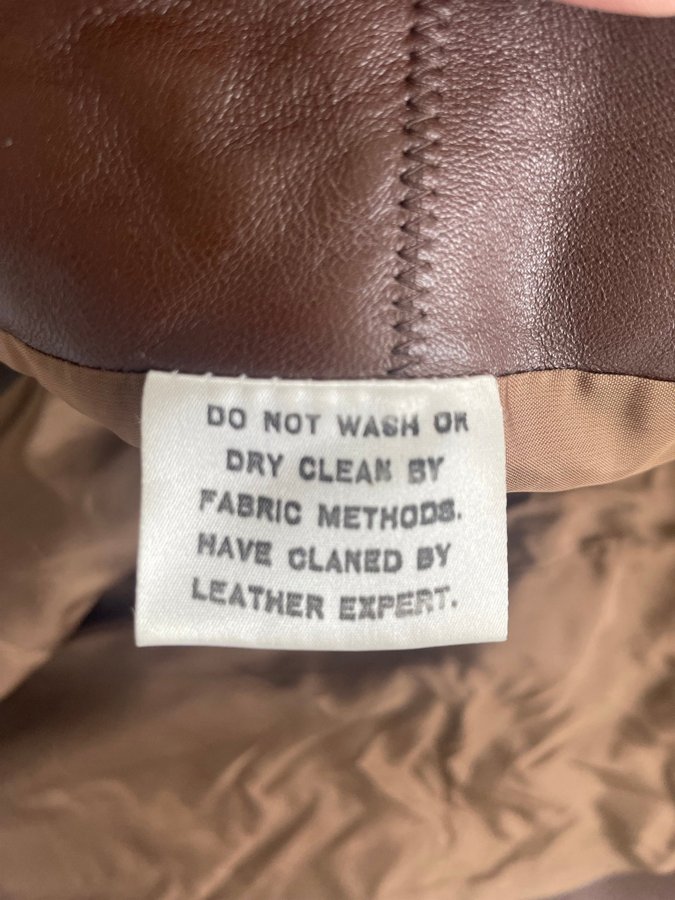 DO NOT WASH OR
DRY CLEAN BY
FABRIC METHODS.
HAVE CLANED BY
LEATHER EXPERT.